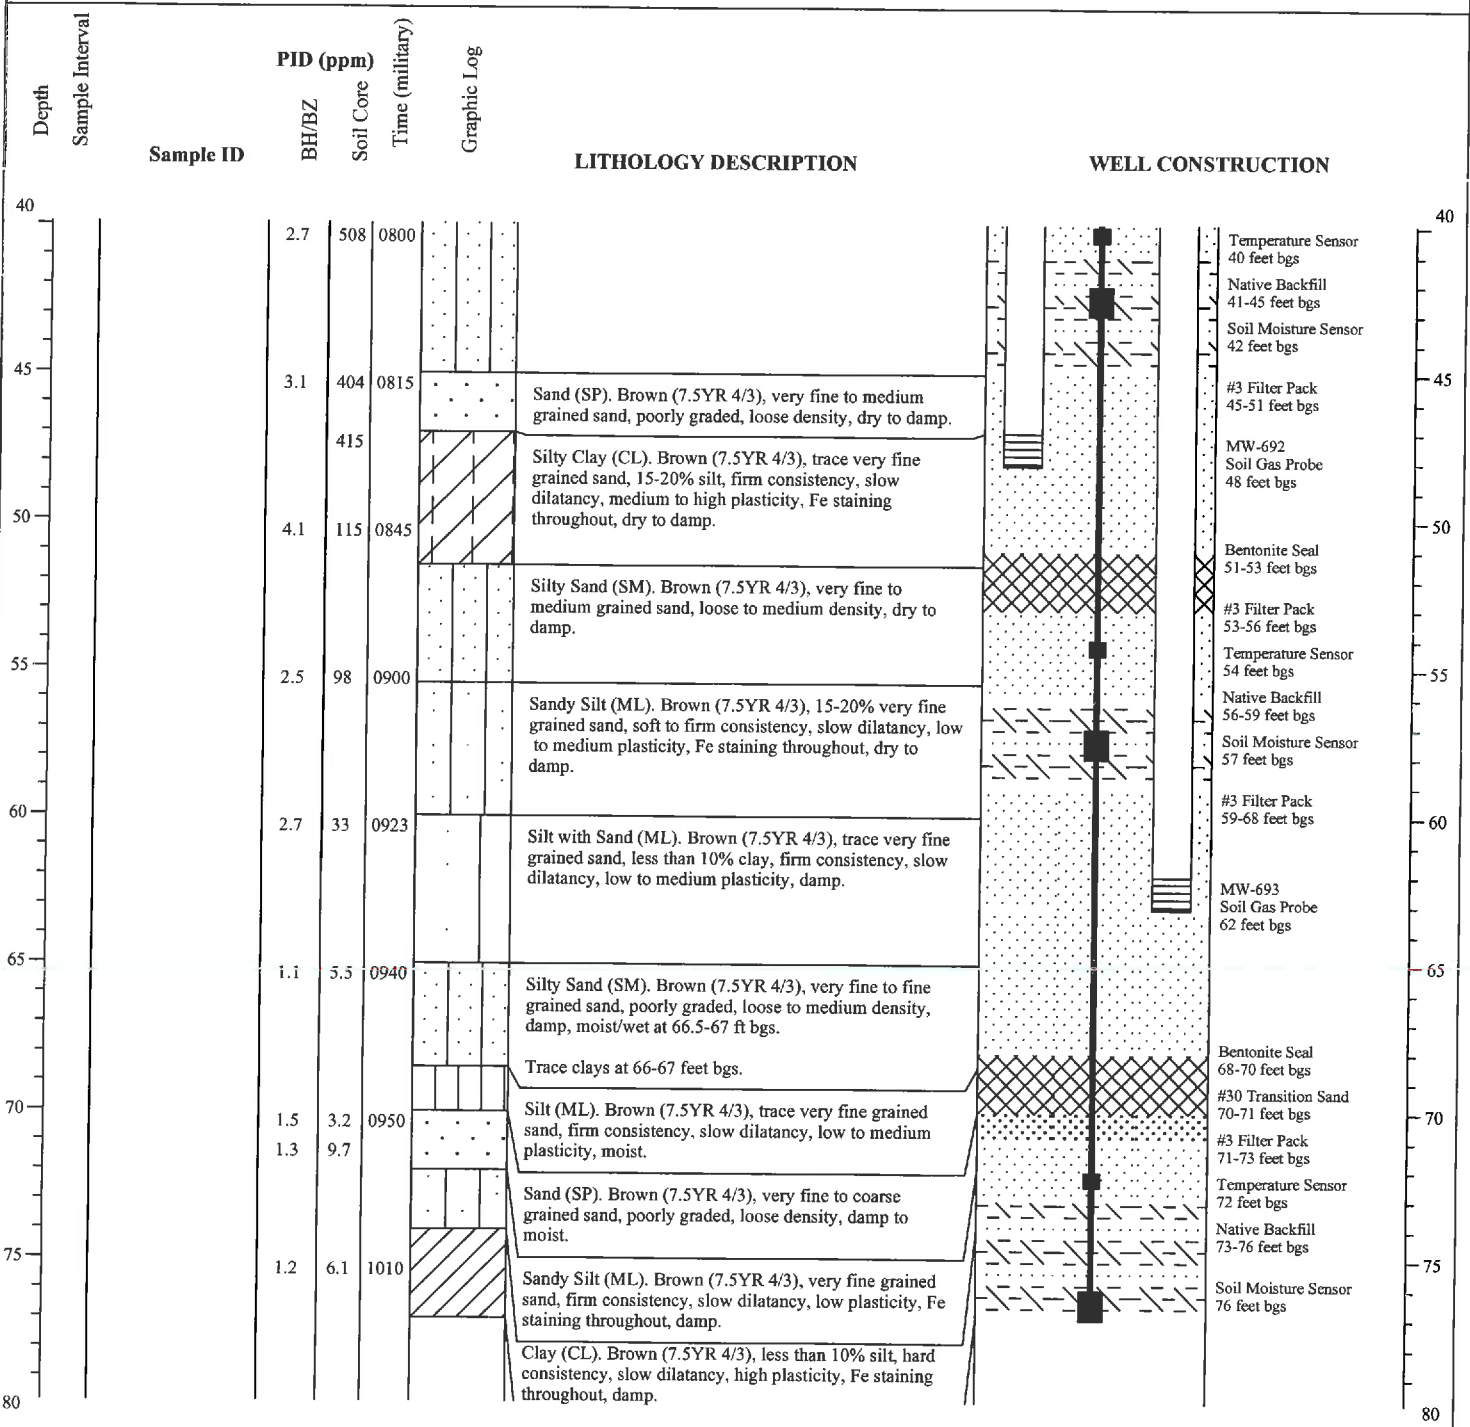 Depth
Sample Interval
Sample ID
PID (ppm)
BH/BZ
Soil Core
Time (military)
Graphic Log
LITHOLOGY DESCRIPTION
WELL CONSTRUCTION
40
45
50
55
60
65
70
75
80
2.7 508 0800
3.1 404 0815
415
4.1 115 0845
2.5 98 0900
2.7 33 0923
1.1 5.5 0940
1.5 3.2 0950
1.3 9.7
1.2 6.1 1010
Sand (SP). Brown (7.5YR 4/3), very fine to medium
grained sand, poorly graded, loose density, dry to damp.
Silty Clay (CL). Brown (7.5YR 4/3), trace very fine
grained sand, 15-20% silt, firm consistency, slow
dilatancy, medium to high plasticity, Fe staining
throughout, dry to damp.
Silty Sand (SM). Brown (7.5YR 4/3), very fine to
medium grained sand, loose to medium density, dry to
damp.
Sandy Silt (ML). Brown (7.5YR 4/3), 15-20% very fine
grained sand, soft to firm consistency, slow dilatancy, low
to medium plasticity, Fe staining throughout, dry to
damp.
Silt with Sand (ML). Brown (7.5YR 4/3), trace very fine
grained sand, less than 10% clay, firm consistency, slow
dilatancy, low to medium plasticity, damp.
Silty Sand (SM). Brown (7.5YR 4/3), very fine to fine
grained sand, poorly graded, loose to medium density,
damp, moist/wet at 66.5-67 ft bgs.
Trace clays at 66-67 feet bgs.
Silt (ML). Brown (7.5YR 4/3), trace very fine grained
sand, firm consistency, slow dilatancy, low to medium
plasticity, moist.
Sand (SP). Brown (7.5YR 4/3), very fine to coarse
grained sand, poorly graded, loose density, damp to
moist.
Sandy Silt (ML). Brown (7.5YR 4/3), very fine grained
sand, firm consistency, slow dilatancy, low plasticity, Fe
staining throughout, damp.
Clay (CL). Brown (7.5YR 4/3), less than 10% silt, hard
consistency, slow dilatancy, high plasticity, Fe staining
throughout, damp.
Temperature Sensor
40 feet bgs
Native Backfill
41-45 feet bgs
Soil Moisture Sensor
42 feet bgs
#3 Filter Pack
45-51 feet bgs
MW-692
Soil Gas Probe
48 feet bgs
Bentonite Seal
51-53 feet bgs
#3 Filter Pack
53-56 feet bgs
Temperature Sensor
54 feet bgs
Native Backfill
56-59 feet bgs
Soil Moisture Sensor
57 feet bgs
#3 Filter Pack
59-68 feet bgs
MW-693
Soil Gas Probe
62 feet bgs
Bentonite Seal
68-70 feet bgs
#30 Transition Sand
70-71 feet bgs
#3 Filter Pack
71-73 feet bgs
Temperature Sensor
72 feet bgs
Native Backfill
73-76 feet bgs
Soil Moisture Sensor
76 feet bgs
40
45
50
55
60
65
70
75
80